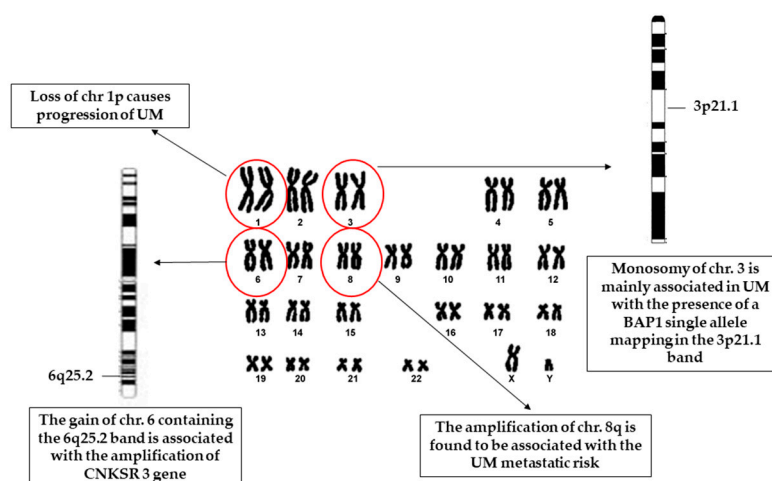 Loss of chr 1p causes
progression of UM
3p21.1
1 2 3 4 5
6 7 8 9 10 11 12
13 14 15 16 17 18
19 20 21 22 X Y
Monosomy of chr. 3 is
mainly associated in UM
with the presence of a
BAP1 single allele
mapping in the 3p21.1
band
6q25.2
The gain of chr. 6 containing
the 6q25.2 band is associated
with the amplification of
CNKSR 3 gene
The amplification of chr. 8q is
found to be associated with the
UM metastatic risk